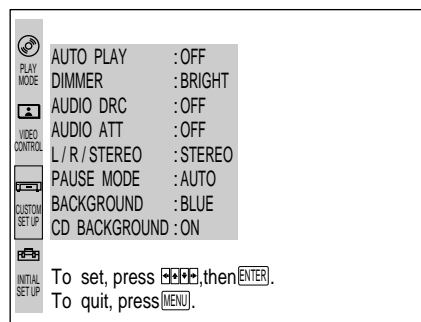 PLAY
MODE
VIDEO
CONTROL
CUSTOM
SET UP
INITIAL
SET UP
AUTO PLAY :OFF
DIMMER :BRIGHT
AUDIO DRC :OFF
AUDIO ATT :OFF
L / R / STEREO :STEREO
PAUSE MODE :AUTO
BACKGROUND :BLUE
CD BACKGROUND :ON
To set, press ←↑↓→,then ENTER.
To quit, press MENU.